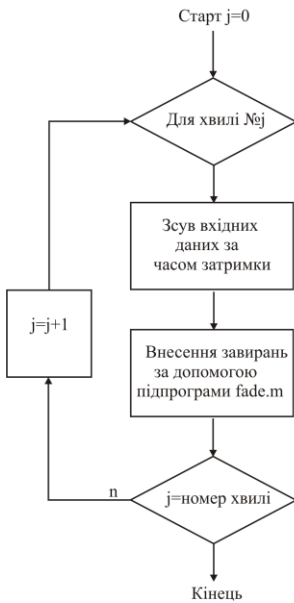 Старт j=0
Для хвилі №j
Зсув вхідних
даних за
часом затримки
j=j+1
Внесення завирань
за допомогою
підпрограми fade.m
n
j=номер хвилі
Кінець